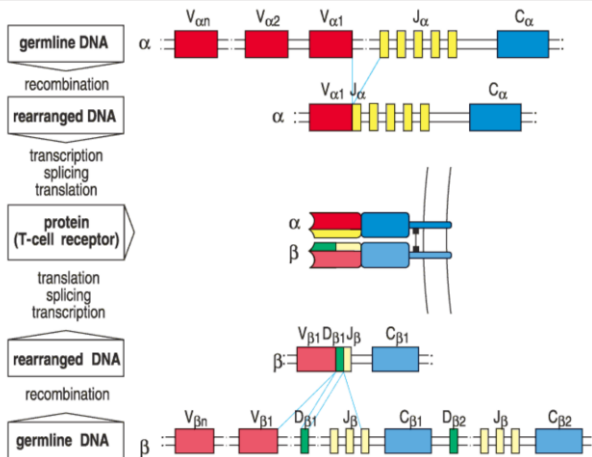 Vαn Vα2 Vα1 Jα Cα
germline DNA α
recombination
Vα1 Jα Cα
rearranged DNA α
transcription
splicing
translation
protein
(T-cell receptor)
α
β
translation
splicing
transcription
Vβ1 Dβ1 Jβ Cβ1
rearranged DNA β
recombination
Vβn Vβ1 Dβ1 Jβ Cβ1 Dβ2 Jβ Cβ2
germline DNA β